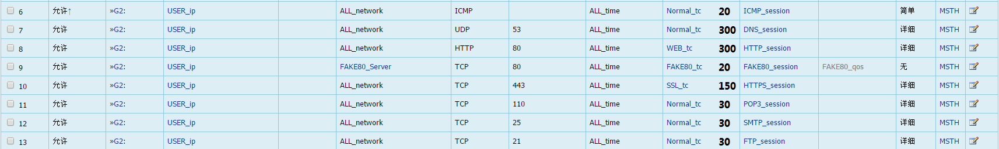 6 允许↑ »G2: USER_ip ALL_network ICMP ALL_time Normal_tc 20 ICMP_session 简单 MSTH
7 允许 »G2: USER_ip ALL_network UDP 53 ALL_time Normal_tc 300 DNS_session 详细 MSTH
8 允许 »G2: USER_ip ALL_network HTTP 80 ALL_time WEB_tc 300 HTTP_session 详细 MSTH
9 允许 »G2: USER_ip FAKE80_Server TCP 80 ALL_time FAKE80_tc 20 FAKE80_session FAKE80_qos 无 MSTH
10 允许 »G2: USER_ip ALL_network TCP 443 ALL_time SSL_tc 150 HTTPS_session 详细 MSTH
11 允许 »G2: USER_ip ALL_network TCP 110 ALL_time Normal_tc 30 POP3_session 详细 MSTH
12 允许 »G2: USER_ip ALL_network TCP 25 ALL_time Normal_tc 30 SMTP_session 详细 MSTH
13 允许 »G2: USER_ip ALL_network TCP 21 ALL_time Normal_tc 30 FTP_session 详细 MSTH